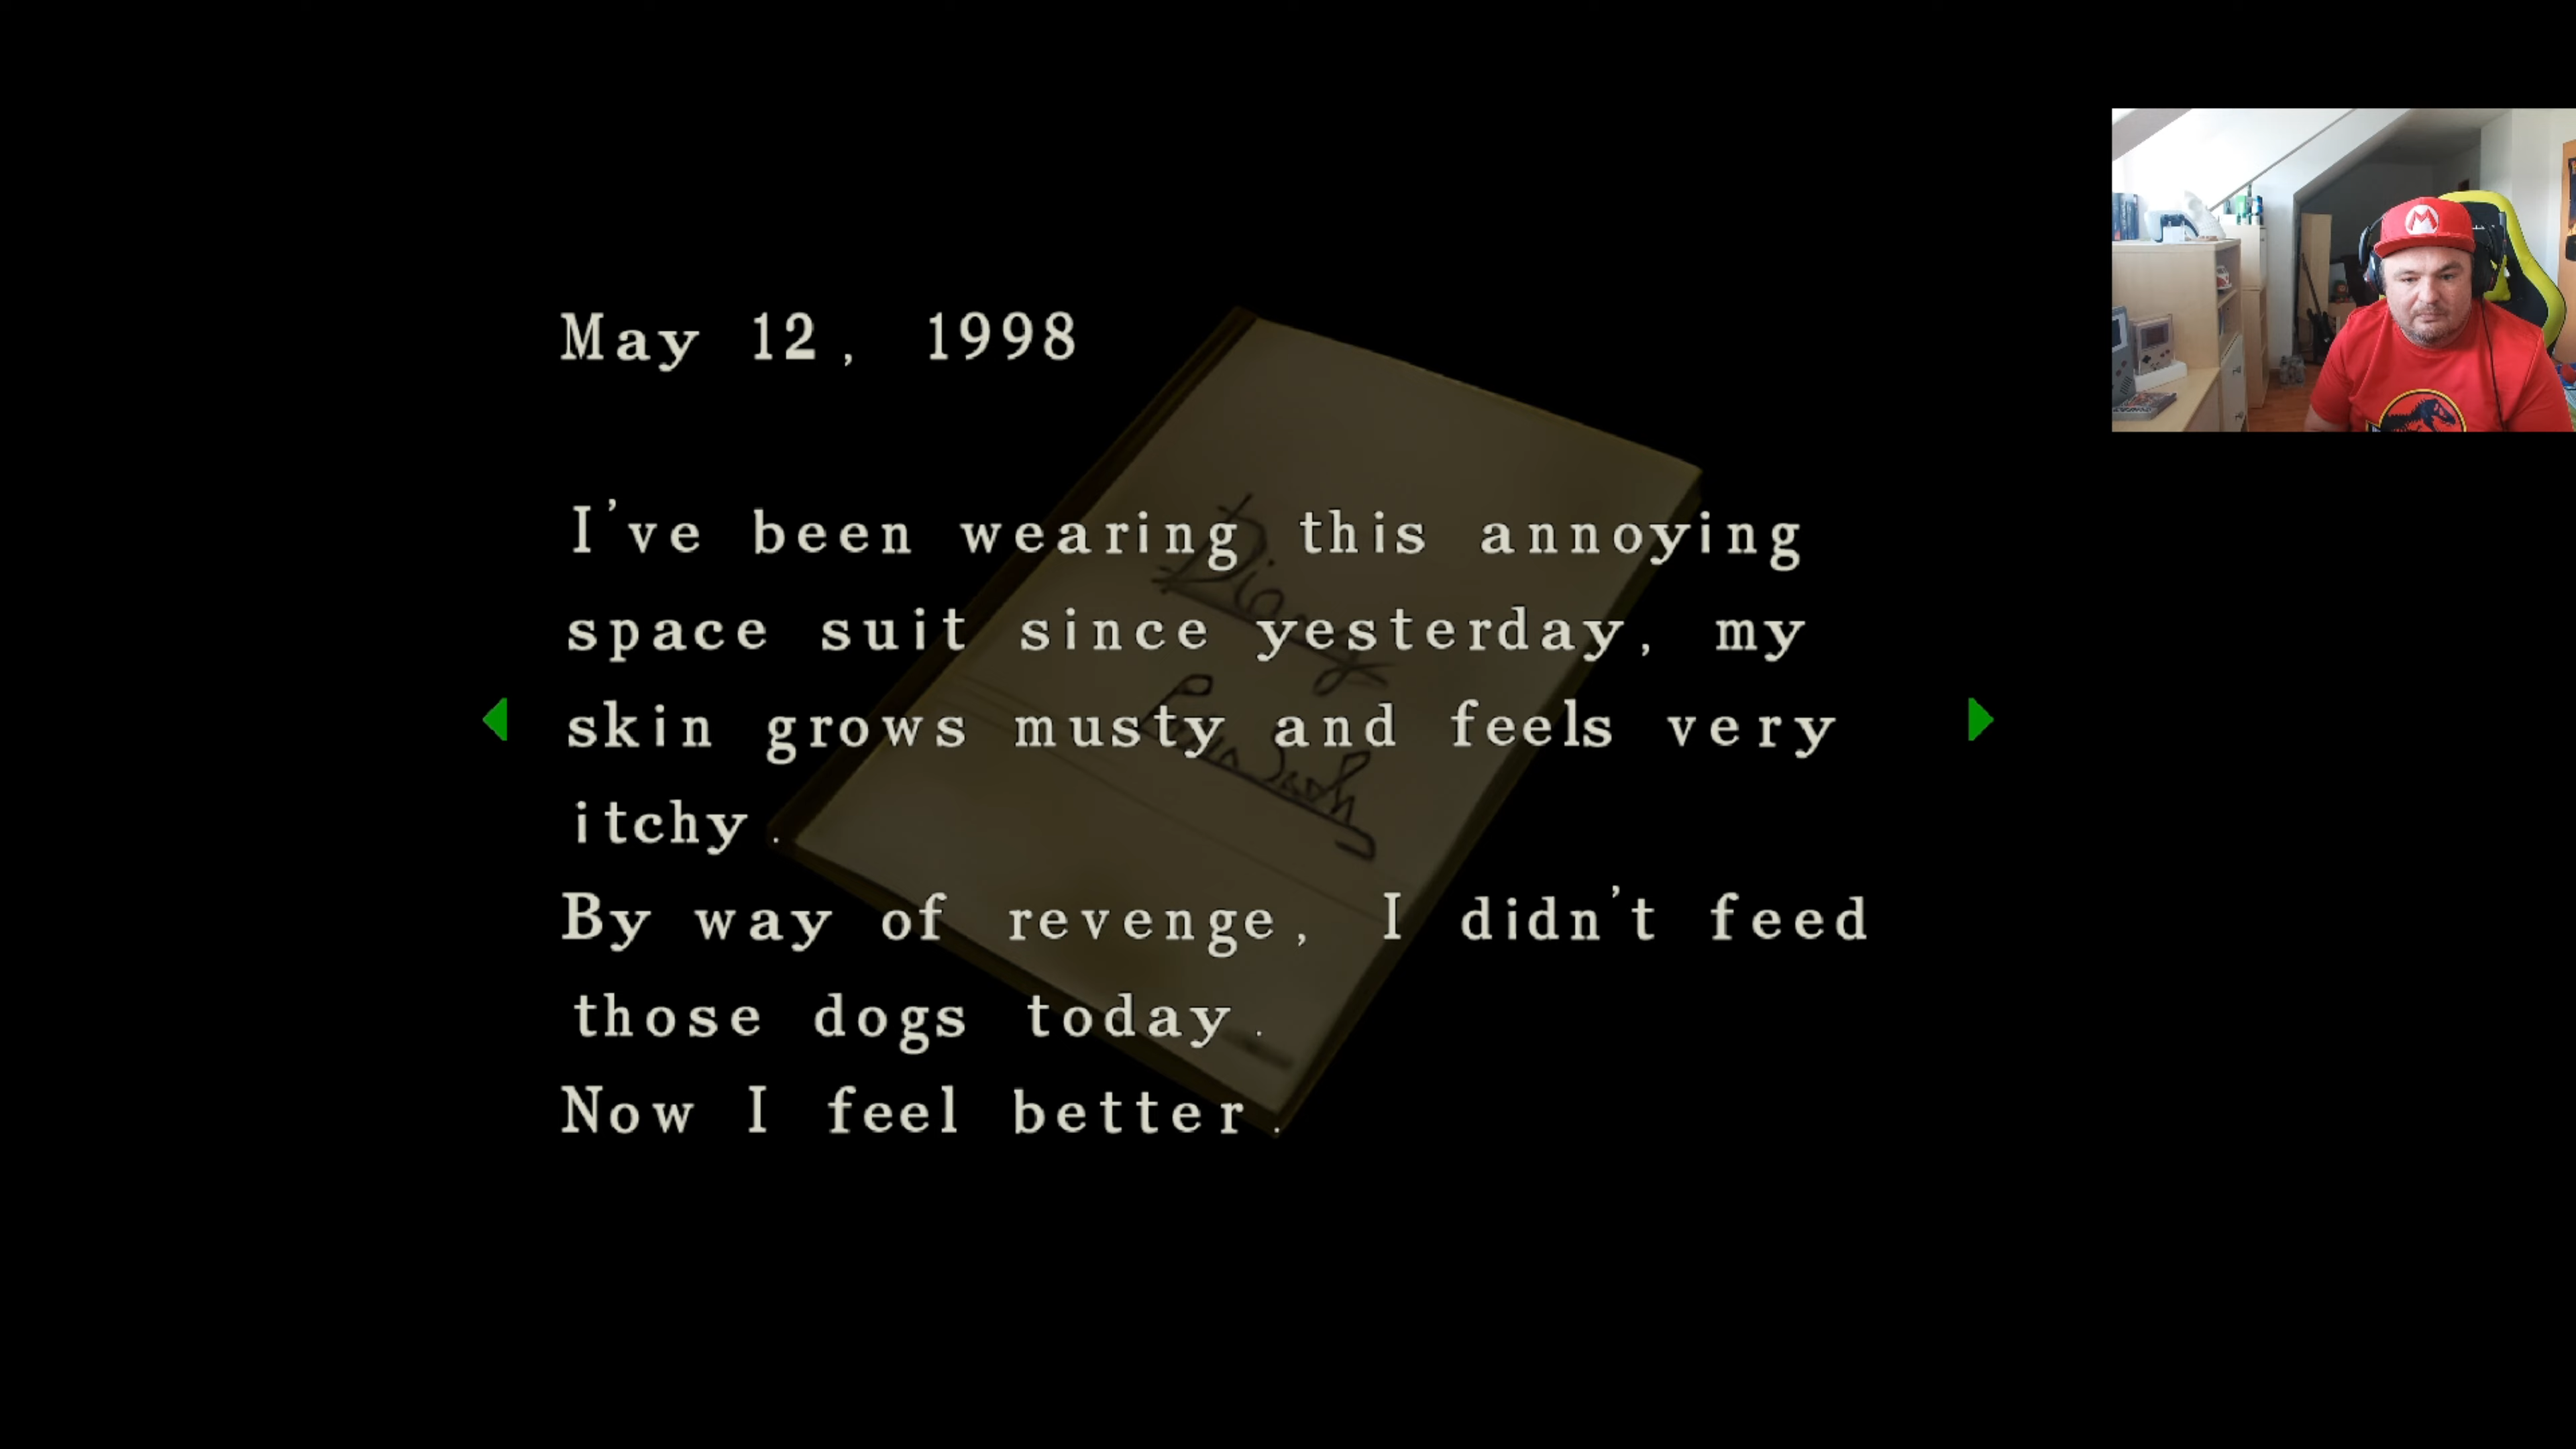 May 12, 1998
I've been wearing this annoying
space suit since yesterday, my
skin grows musty and feels very
itchy.
By way of revenge, I didn't feed
those dogs today.
Now I feel better.
Diary
M